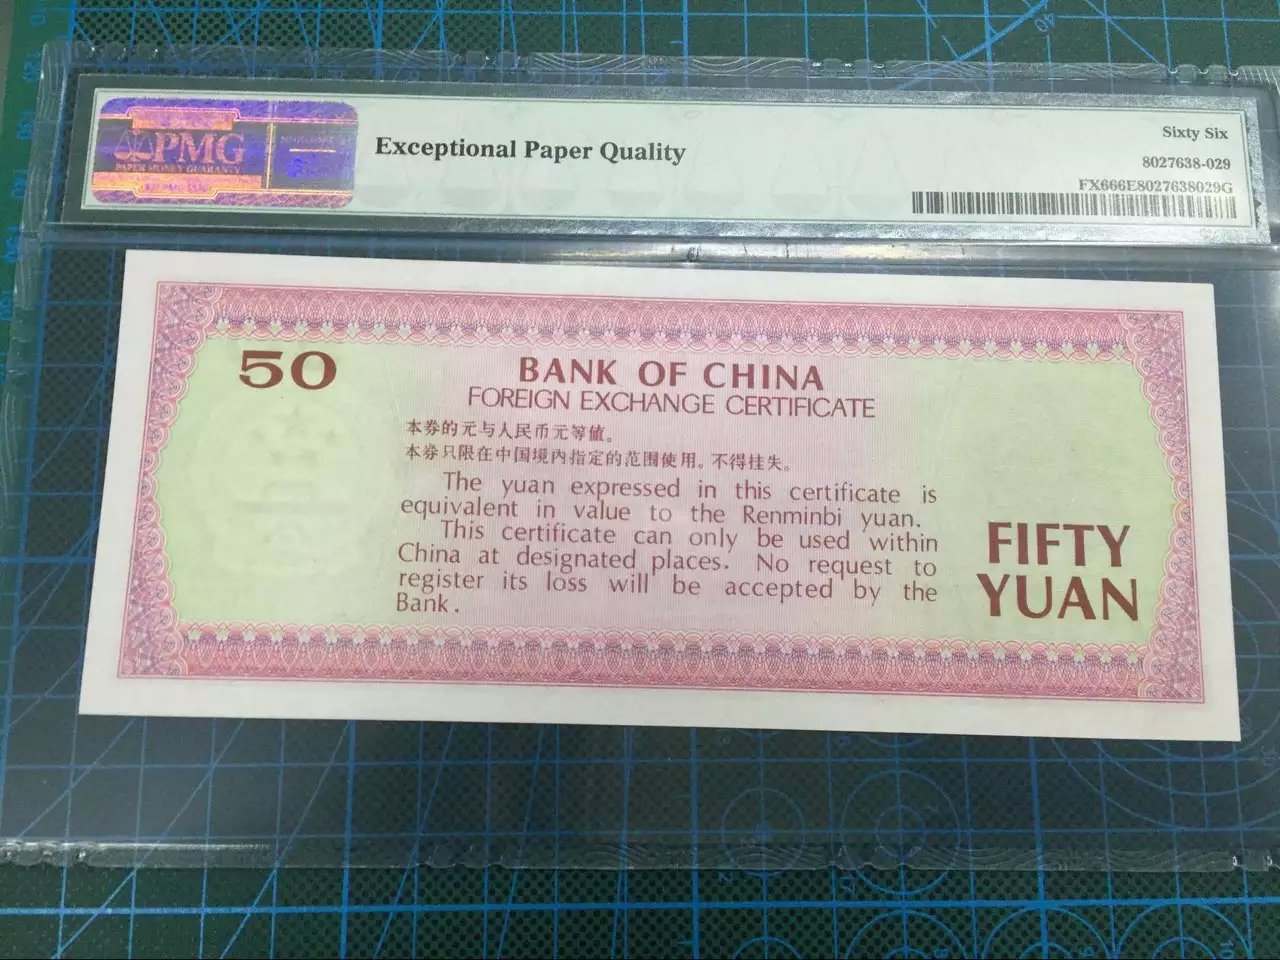 PMG
PAPER MONEY GUARANTY
Exceptional Paper Quality
Sixty Six
8027638-029
FX666E8027638029G
50
BANK OF CHINA
FOREIGN EXCHANGE CERTIFICATE
本券的元与人民币元等值。
本券只限在中国境内指定的范围使用。不得挂失。
The yuan expressed in this certificate is
equivalent in value to the Renminbi yuan.
This certificate can only be used within
China at designated places. No request to
register its loss will be accepted by the
Bank.
FIFTY
YUAN